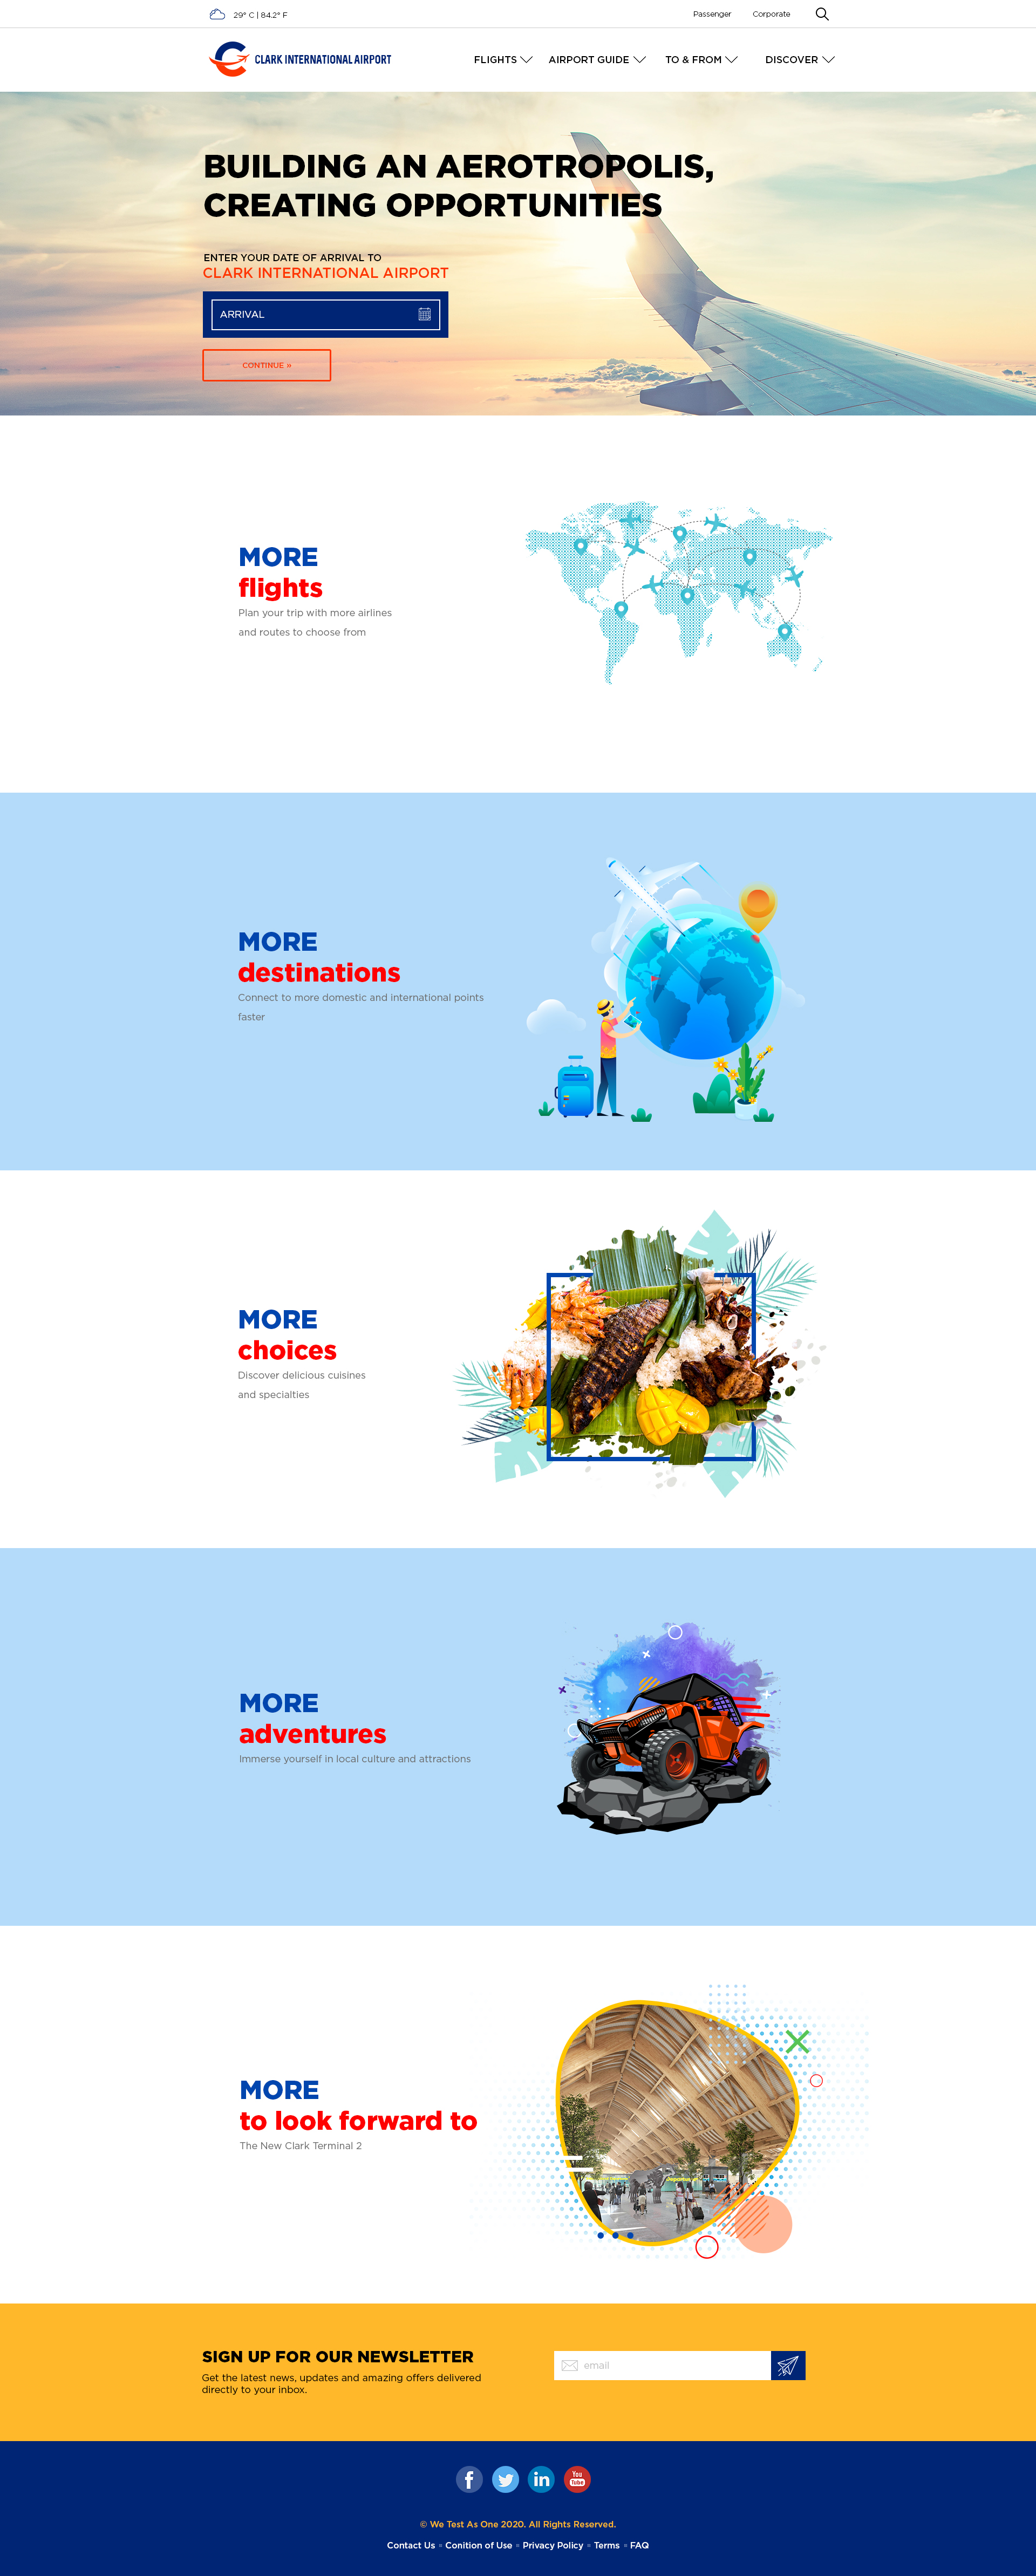 29° C | 84.2° F
Passenger
Corporate
CLARK INTERNATIONAL AIRPORT
FLIGHTS
AIRPORT GUIDE
TO & FROM
DISCOVER
BUILDING AN AEROTROPOLIS,
CREATING OPPORTUNITIES
ENTER YOUR DATE OF ARRIVAL TO
CLARK INTERNATIONAL AIRPORT
ARRIVAL
CONTINUE »
MORE
flights
Plan your trip with more airlines
and routes to choose from
MORE
destinations
Connect to more domestic and international points
faster
MORE
choices
Discover delicious cuisines
and specialties
MORE
adventures
Immerse yourself in local culture and attractions
MORE
to look forward to
The New Clark Terminal 2
SIGN UP FOR OUR NEWSLETTER
Get the latest news, updates and amazing offers delivered
directly to your inbox.
email
You
Tube
© We Test As One 2020. All Rights Reserved.
Contact Us Conition of Use Privacy Policy Terms FAQ